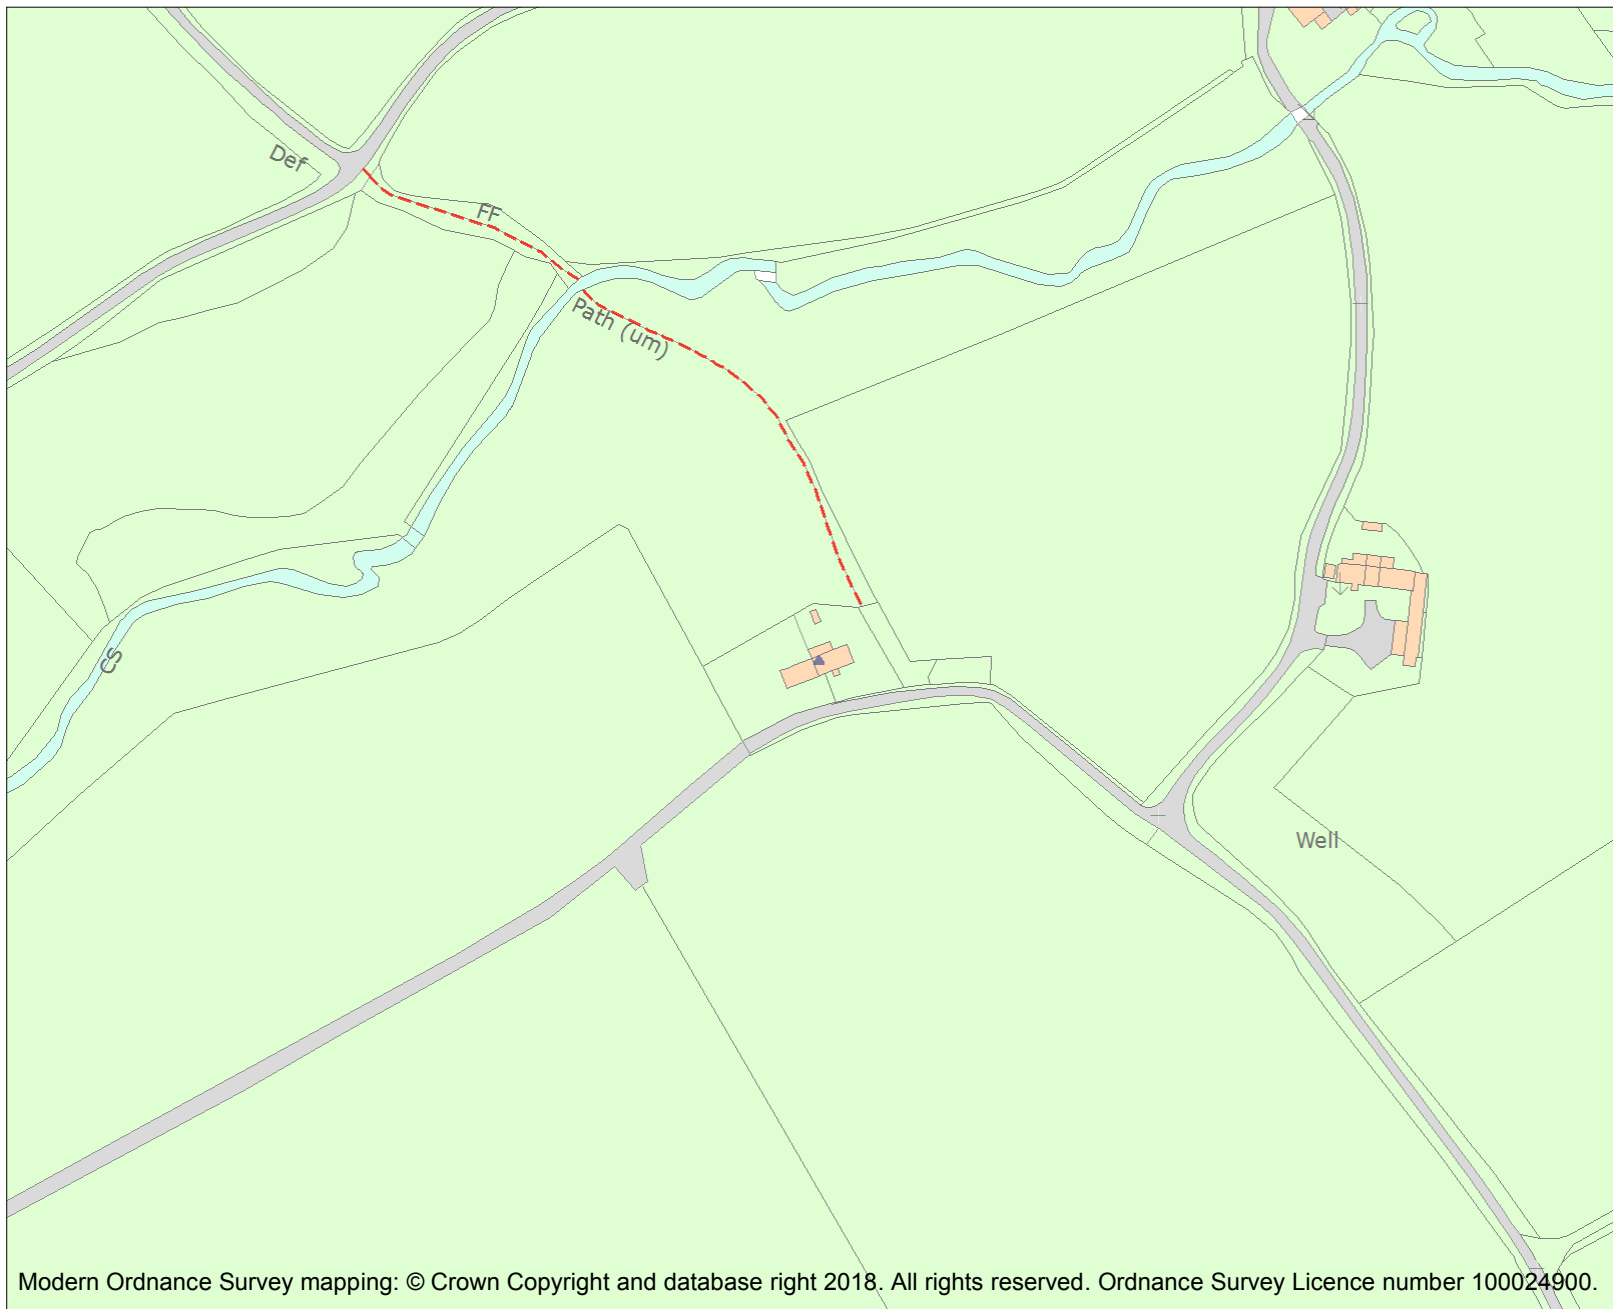 Def
FF
Path (um)
CS
Well
Modern Ordnance Survey mapping: © Crown Copyright and database right 2018. All rights reserved. Ordnance Survey Licence number 100024900.